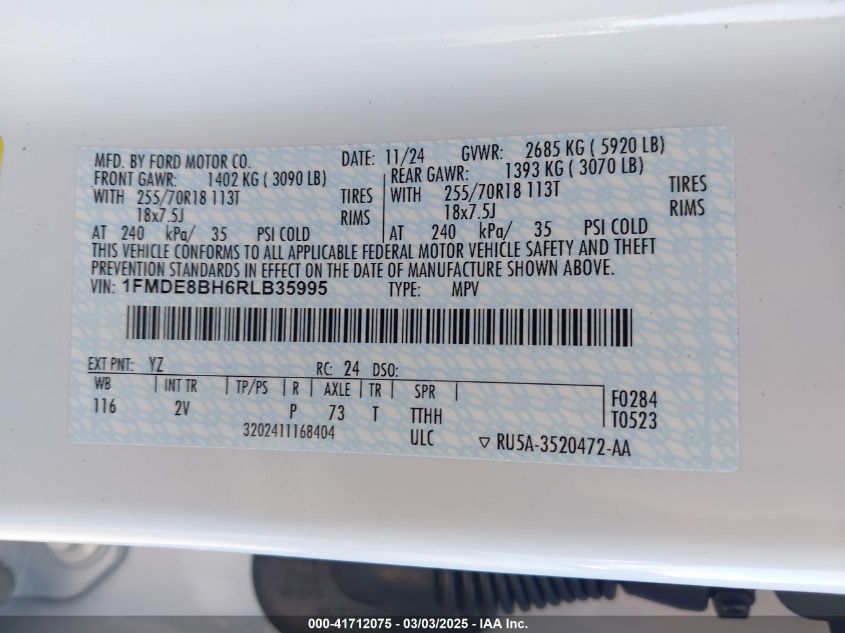 MFD. BY FORD MOTOR CO. DATE: 11/24 GVWR: 2685 KG ( 5920 LB)
FRONT GAWR: 1402 KG ( 3090 LB) REAR GAWR: 1393 KG ( 3070 LB)
WITH 255/70R18 113T TIRES WITH 255/70R18 113T TIRES
18x7.5J RIMS 18x7.5J RIMS
AT 240 kPa/ 35 PSI COLD AT 240 kPa/ 35 PSI COLD
THIS VEHICLE CONFORMS TO ALL APPLICABLE FEDERAL MOTOR VEHICLE SAFETY AND THEFT
PREVENTION STANDARDS IN EFFECT ON THE DATE OF MANUFACTURE SHOWN ABOVE.
VIN: 1FMDE8BH6RLB35995 TYPE: MPV
EXT PNT: YZ RC: 24 DSO:
WB INT TR TP/PS R AXLE TR SPR F0284
116 2V P 73 T TTHH T0523
3202411168404 ULC ▽ RU5A-3520472-AA
000-41712075 - 03/03/2025 - IAA Inc.